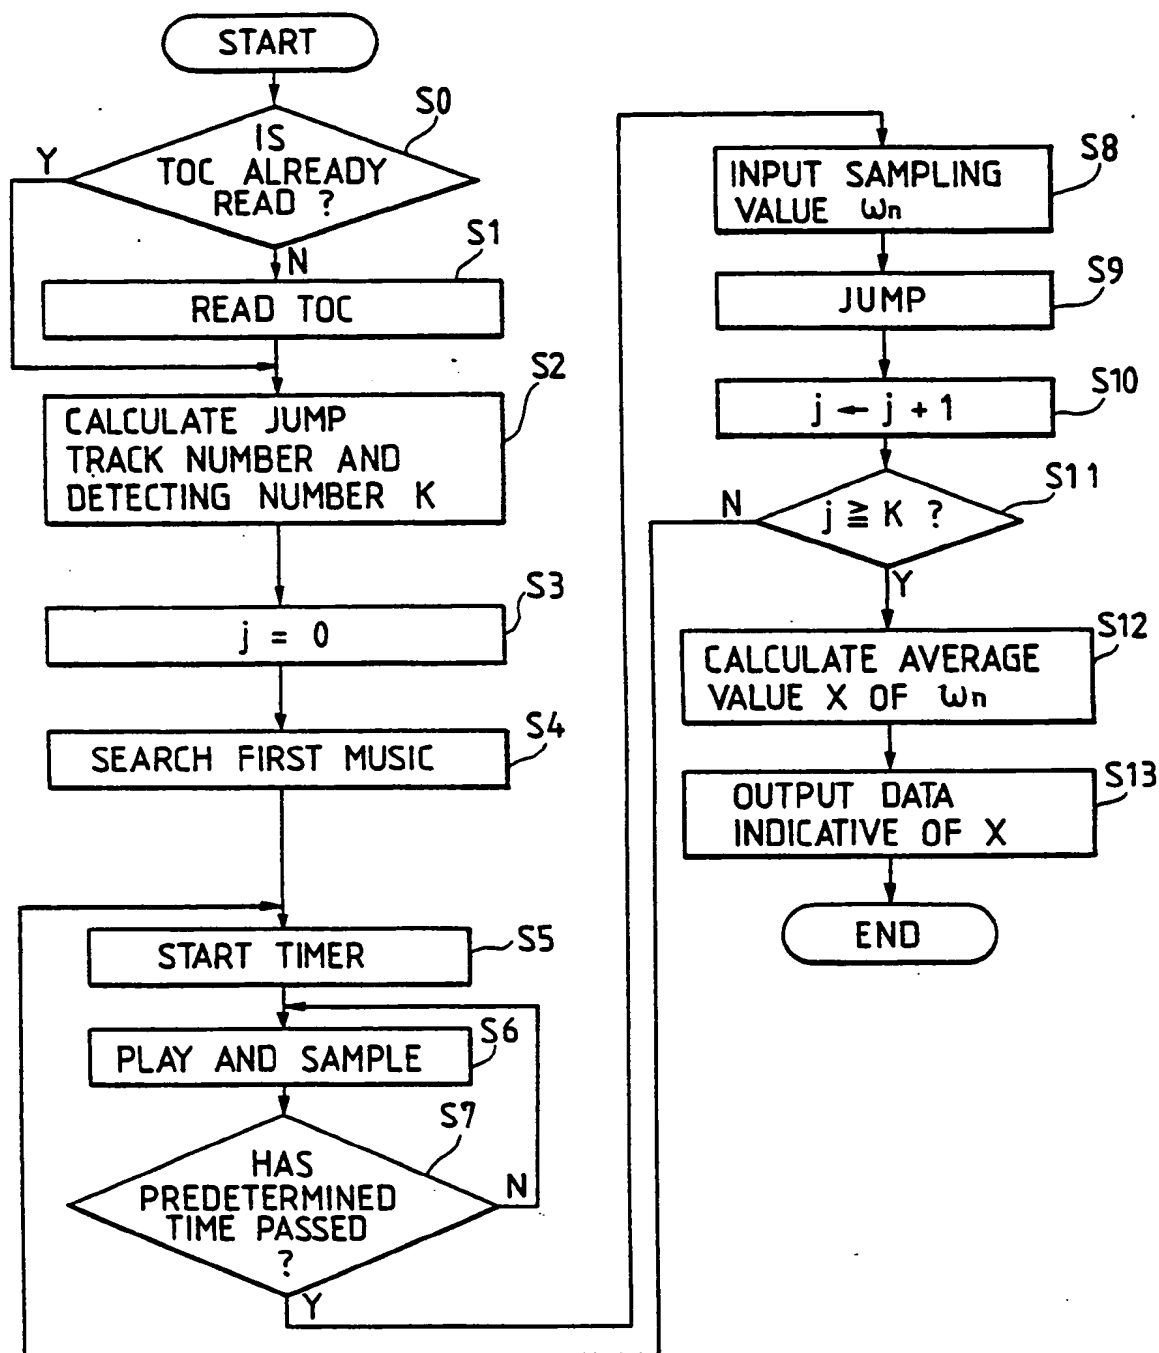 START
S0
IS
TOC ALREADY
READ ?
Y
N
S1
READ TOC
S2
CALCULATE JUMP
TRACK NUMBER AND
DETECTING NUMBER K
S3
j = 0
S4
SEARCH FIRST MUSIC
S5
START TIMER
S6
PLAY AND SAMPLE
S7
HAS
PREDETERMINED
TIME PASSED
?
N
Y
S8
INPUT SAMPLING
VALUE ωn
S9
JUMP
S10
j ← j + 1
S11
j ≧ K ?
N
Y
S12
CALCULATE AVERAGE
VALUE X OF ωn
S13
OUTPUT DATA
INDICATIVE OF X
END